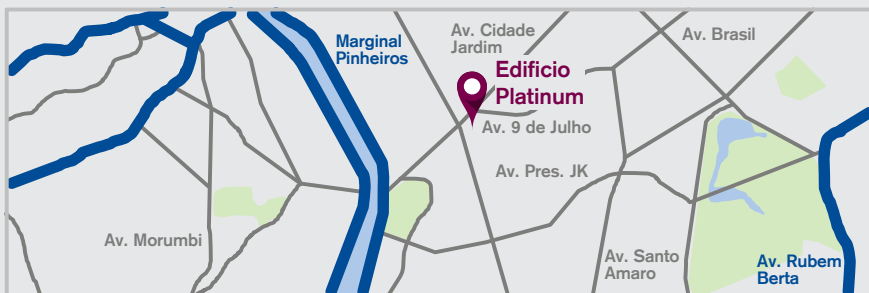 Av. Cidade
Jardim
Av. Brasil
Marginal
Pinheiros
Edificio
Platinum
Av. 9 de Julho
Av. Pres. JK
Av. Morumbi
Av. Santo
Amaro
Av. Rubem
Berta